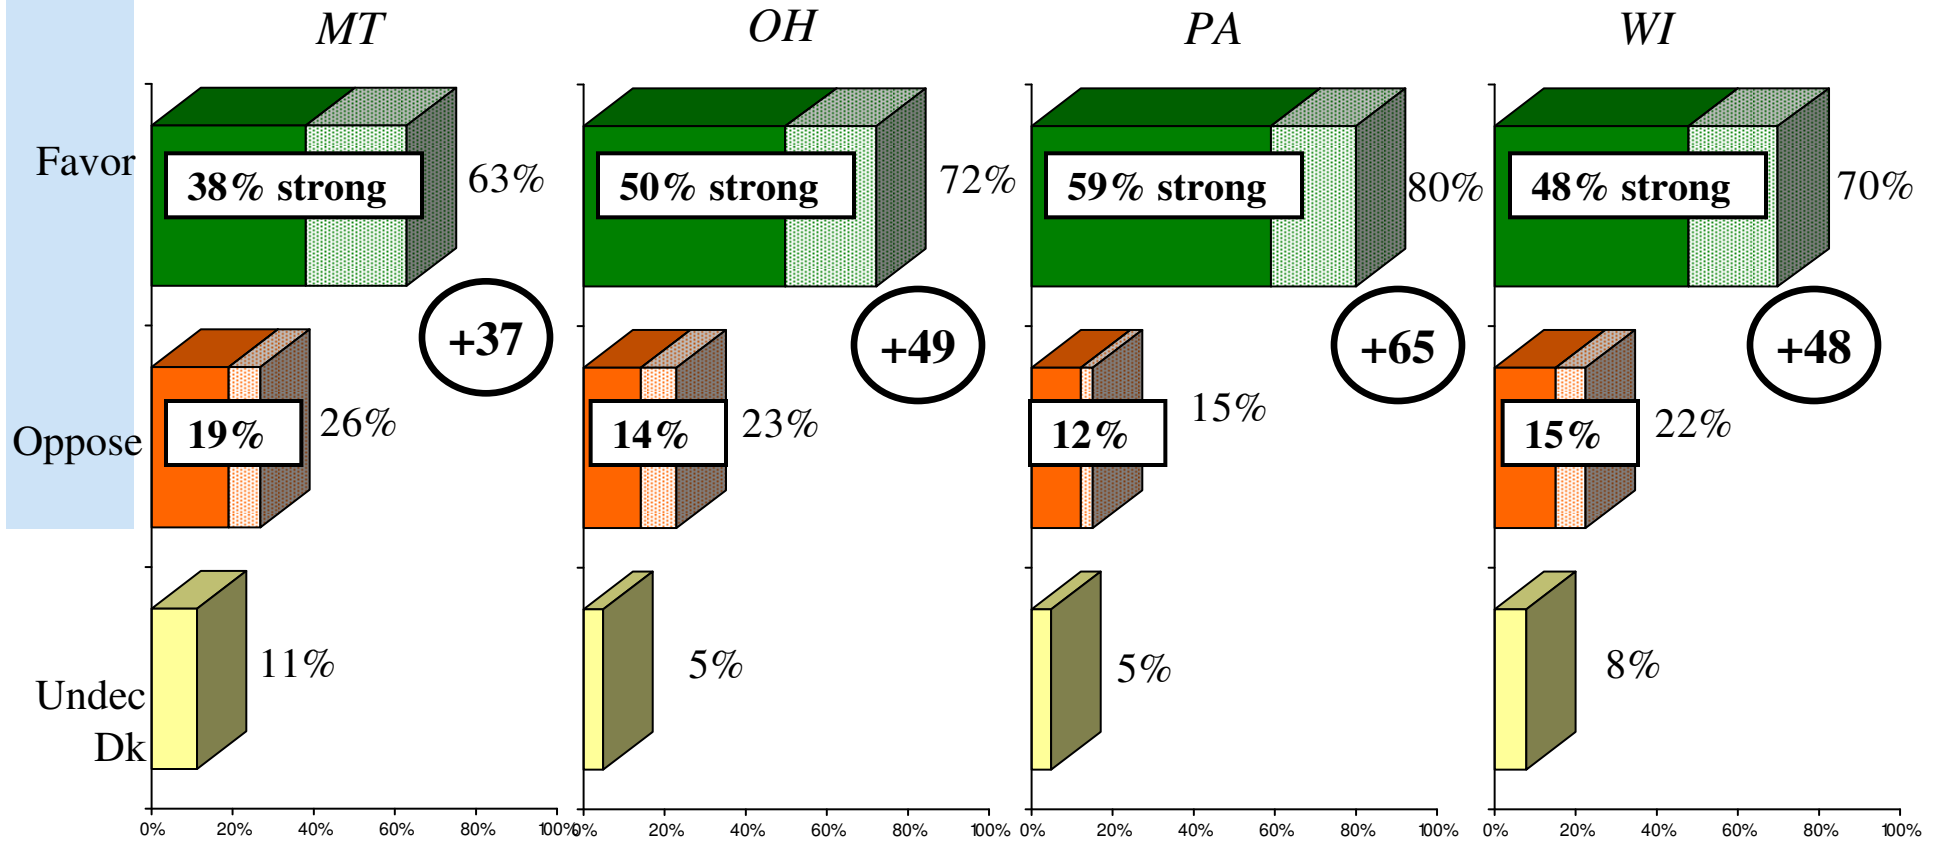 MT OH PA WI
Favor
38% strong 63% 50% strong 72% 59% strong 80% 48% strong 70%
+37 +49 +65 +48
Oppose
19% 26% 14% 23% 12% 15% 15% 22%
Undec
Dk
11% 5% 5% 8%
0% 20% 40% 60% 80% 100% 0% 20% 40% 60% 80% 100% 0% 20% 40% 60% 80% 100% 0% 20% 40% 60% 80% 100%